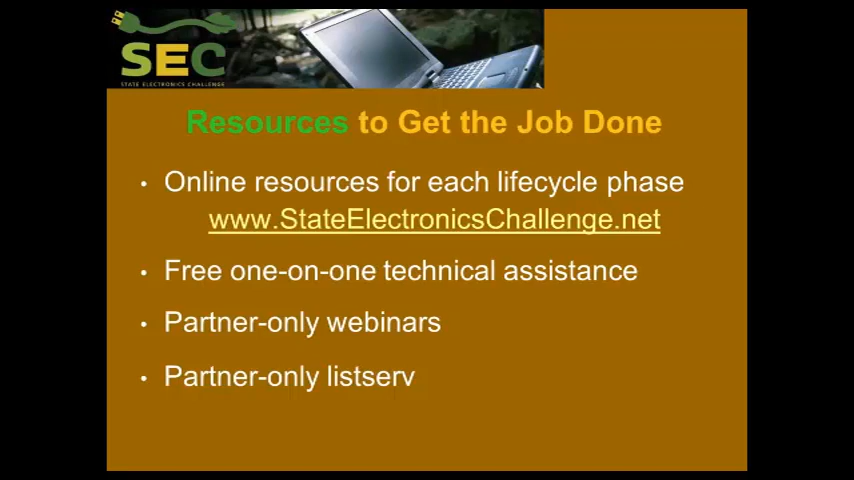 SEC
STATE ELECTRONICS CHALLENGE
Resources to Get the Job Done
• Online resources for each lifecycle phase
www.StateElectronicsChallenge.net
• Free one-on-one technical assistance
• Partner-only webinars
• Partner-only listserv